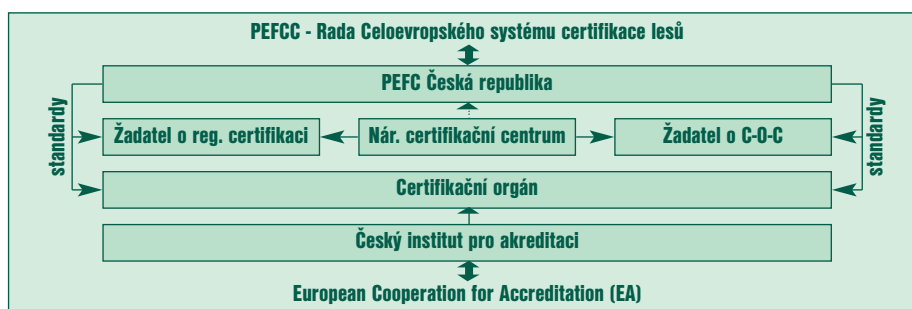 PEFCC - Rada Celoevropského systému certifikace lesů
PEFC Česká republika
standardy
Žadatel o reg. certifikaci
Nár. certifikační centrum
Žadatel o C-O-C
standardy
Certifikační orgán
Český institut pro akreditaci
European Cooperation for Accreditation (EA)